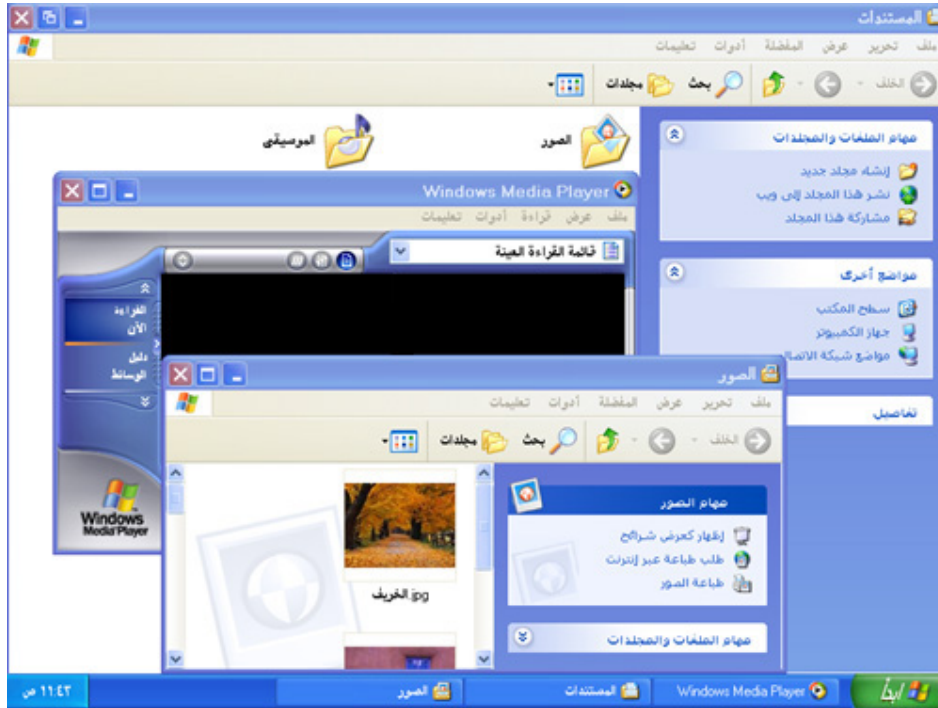 المستندات
ملف تحرير عرض المفضلة أدوات تعليمات
الخلف بحث مجلدات
الصور
الموسيقى
مهام الملفات والمجلدات
إنشاء مجلد جديد
نشر هذا المجلد إلى ويب
مشاركة هذا المجلد
مواضع أخرى
سطح المكتب
جهاز الكمبيوتر
مواضع شبكة الاتصال
تفاصيل
Windows Media Player
ملف عرض قراءة أدوات تعليمات
قائمة القراءة العينة
القراءة
الآن
دليل
الوسائط
Windows
Media Player
الصور
ملف تحرير عرض المفضلة أدوات تعليمات
الخلف بحث مجلدات
مهام الصور
إظهار كعرض شرائح
طلب طباعة عبر إنترنت
طباعة الصور
مهام الملفات والمجلدات
الخريف.jpg
ابدأ
Windows Media Player
المستندات
الصور
١١:٤٣ ص